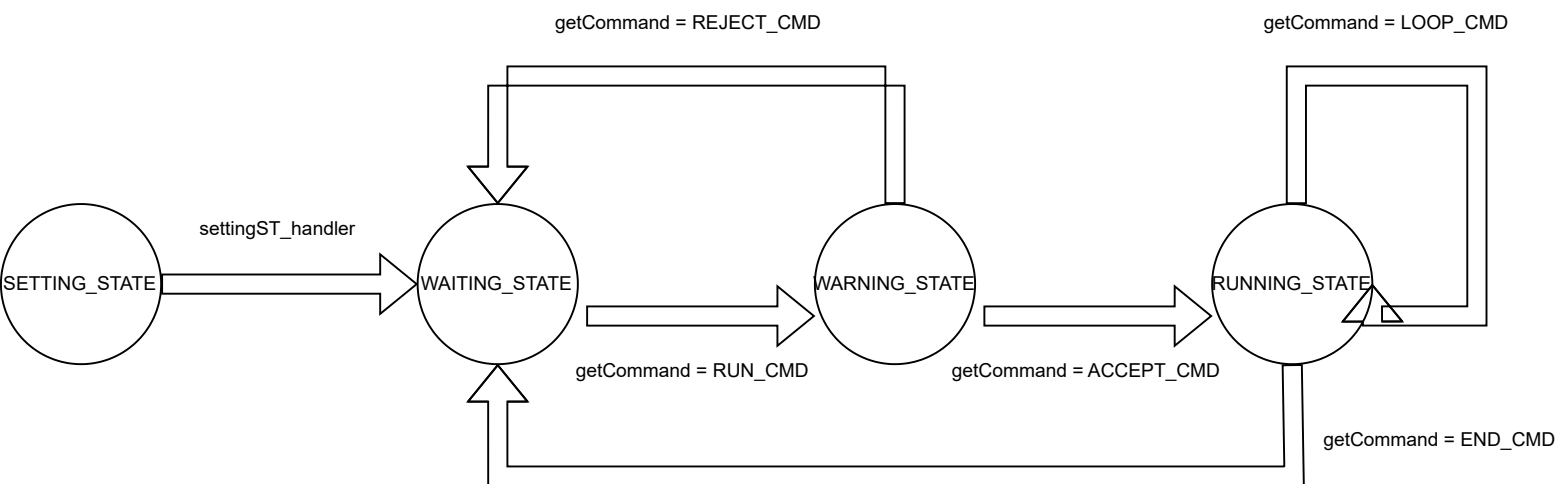 getCommand = REJECT_CMD
getCommand = LOOP_CMD
settingST_handler
SETTING_STATE
WAITING_STATE
WARNING_STATE
RUNNING_STATE
getCommand = RUN_CMD
getCommand = ACCEPT_CMD
getCommand = END_CMD